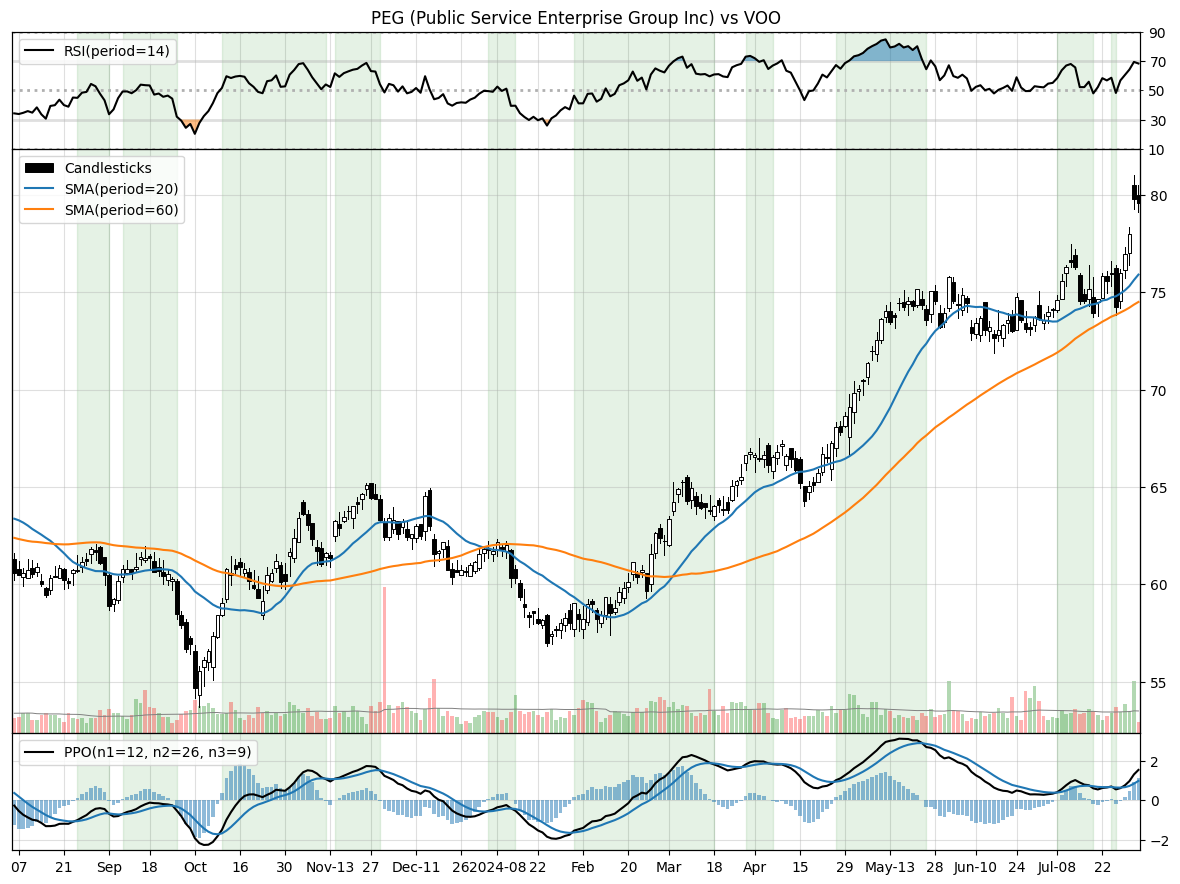 PEG (Public Service Enterprise Group Inc) vs VOO
RSI(period=14)
90
70
50
30
10
Candlesticks
SMA(period=20)
SMA(period=60)
80
75
70
65
60
55
PPO(n1=12, n2=26, n3=9)
2
0
−2
07 21 Sep 18 Oct 16 30 Nov-13 27 Dec-11 26 2024-08 22 Feb 20 Mar 18 Apr 15 29 May-13 28 Jun-10 24 Jul-08 22